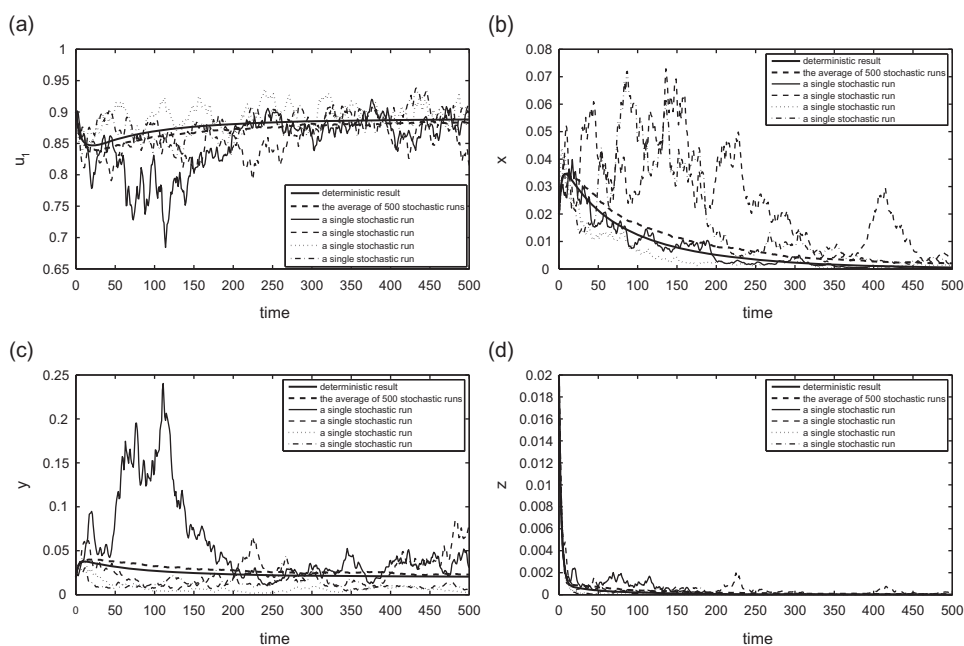 (a)
1
0.95
0.9
0.85
0.8
0.75
0.7
0.65
u1
0 50 100 150 200 250 300 350 400 450 500
time
deterministic result
the average of 500 stochastic runs
a single stochastic run
a single stochastic run
a single stochastic run
a single stochastic run
(b)
0.08
0.07
0.06
0.05
0.04
0.03
0.02
0.01
0
x
0 50 100 150 200 250 300 350 400 450 500
time
deterministic result
the average of 500 stochastic runs
a single stochastic run
a single stochastic run
a single stochastic run
a single stochastic run
(c)
0.25
0.2
0.15
0.1
0.05
0
y
0 50 100 150 200 250 300 350 400 450 500
time
deterministic result
the average of 500 stochastic runs
a single stochastic run
a single stochastic run
a single stochastic run
a single stochastic run
(d)
0.02
0.018
0.016
0.014
0.012
0.01
0.008
0.006
0.004
0.002
0
z
0 50 100 150 200 250 300 350 400 450 500
time
deterministic result
the average of 500 stochastic runs
a single stochastic run
a single stochastic run
a single stochastic run
a single stochastic run